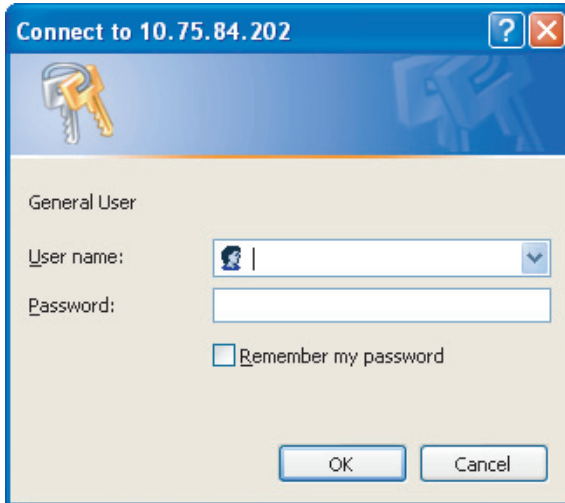 Connect to 10.75.84.202
?
General User
User name:
Password:
Remember my password
OK
Cancel